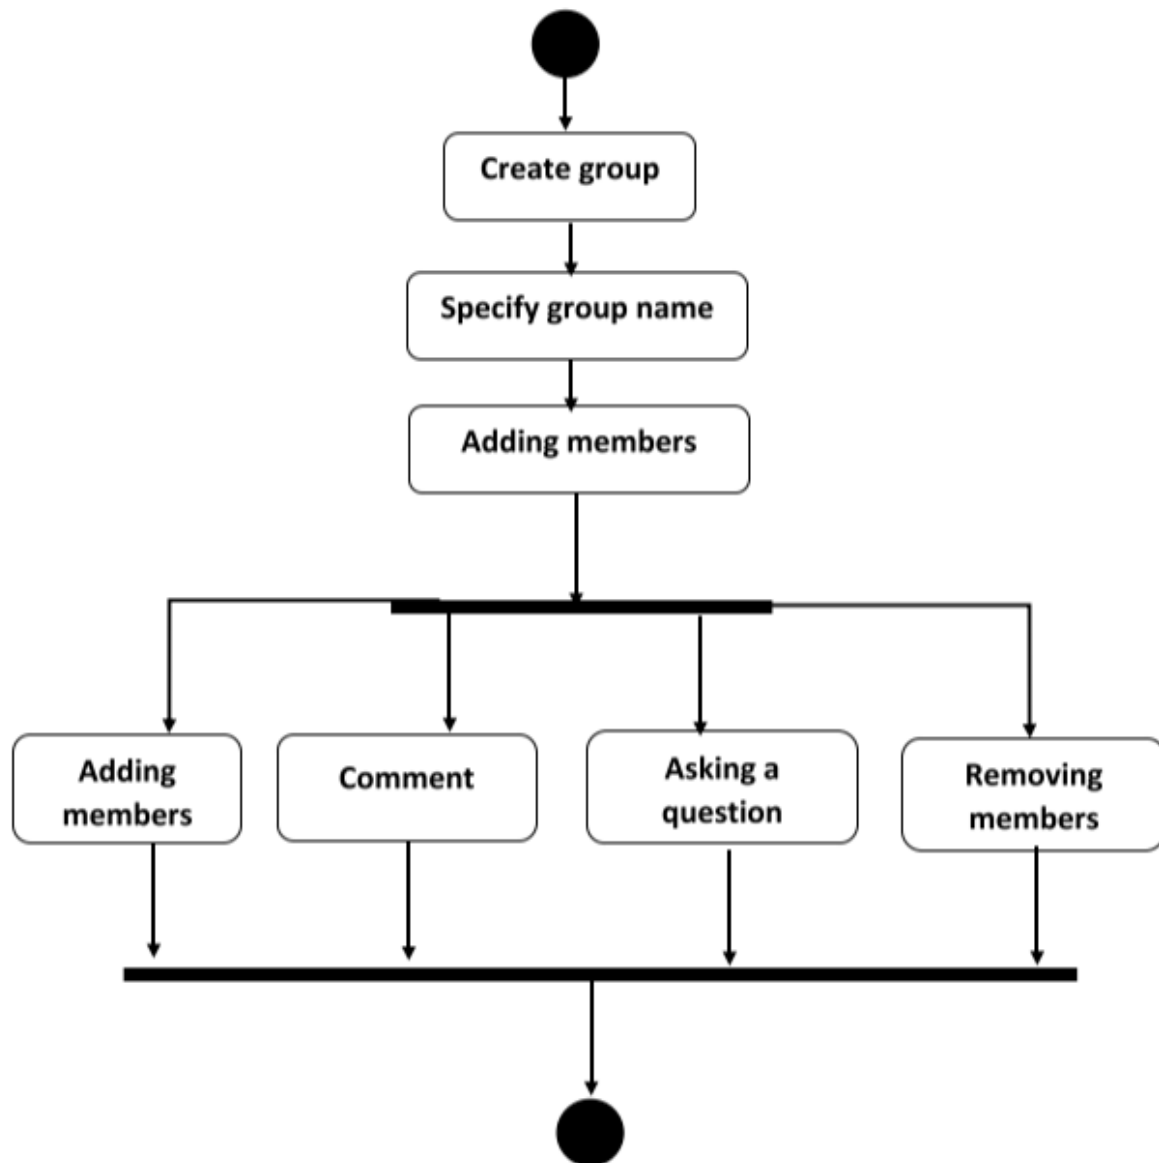 Create group
Specify group name
Adding members
Adding
members
Comment
Asking a
question
Removing
members